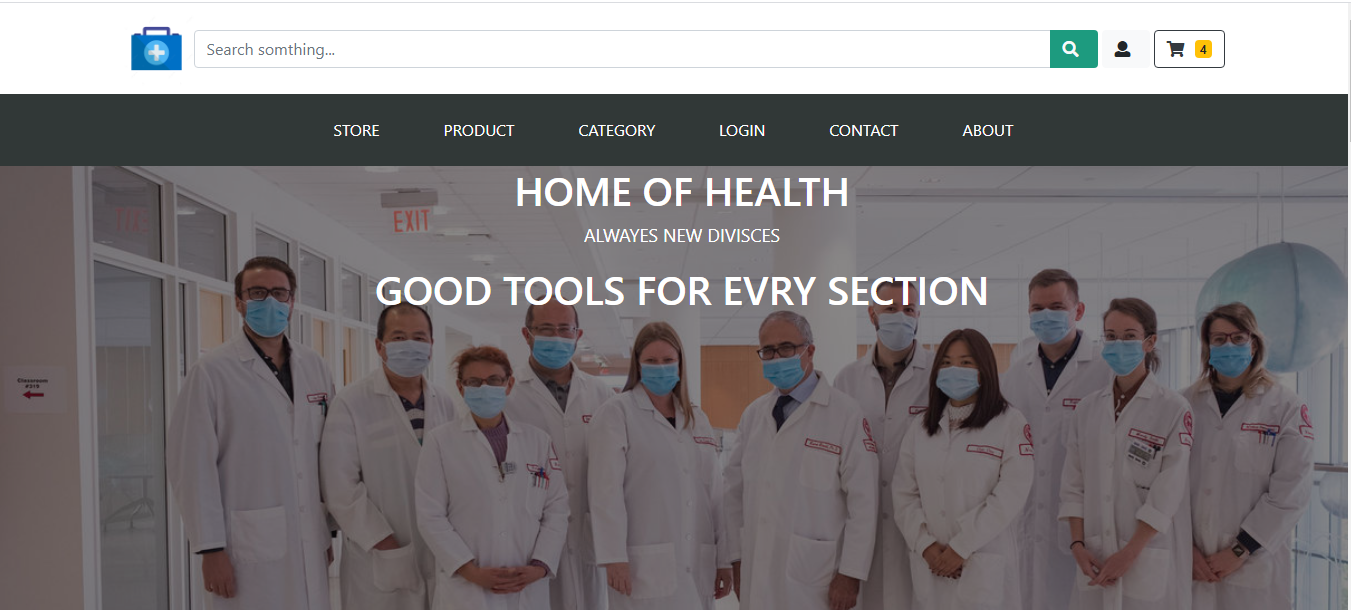 Search somthing...
4
STORE PRODUCT CATEGORY LOGIN CONTACT ABOUT
HOME OF HEALTH
EXIT
ALWAYES NEW DIVISCES
GOOD TOOLS FOR EVRY SECTION
Classroom
#319